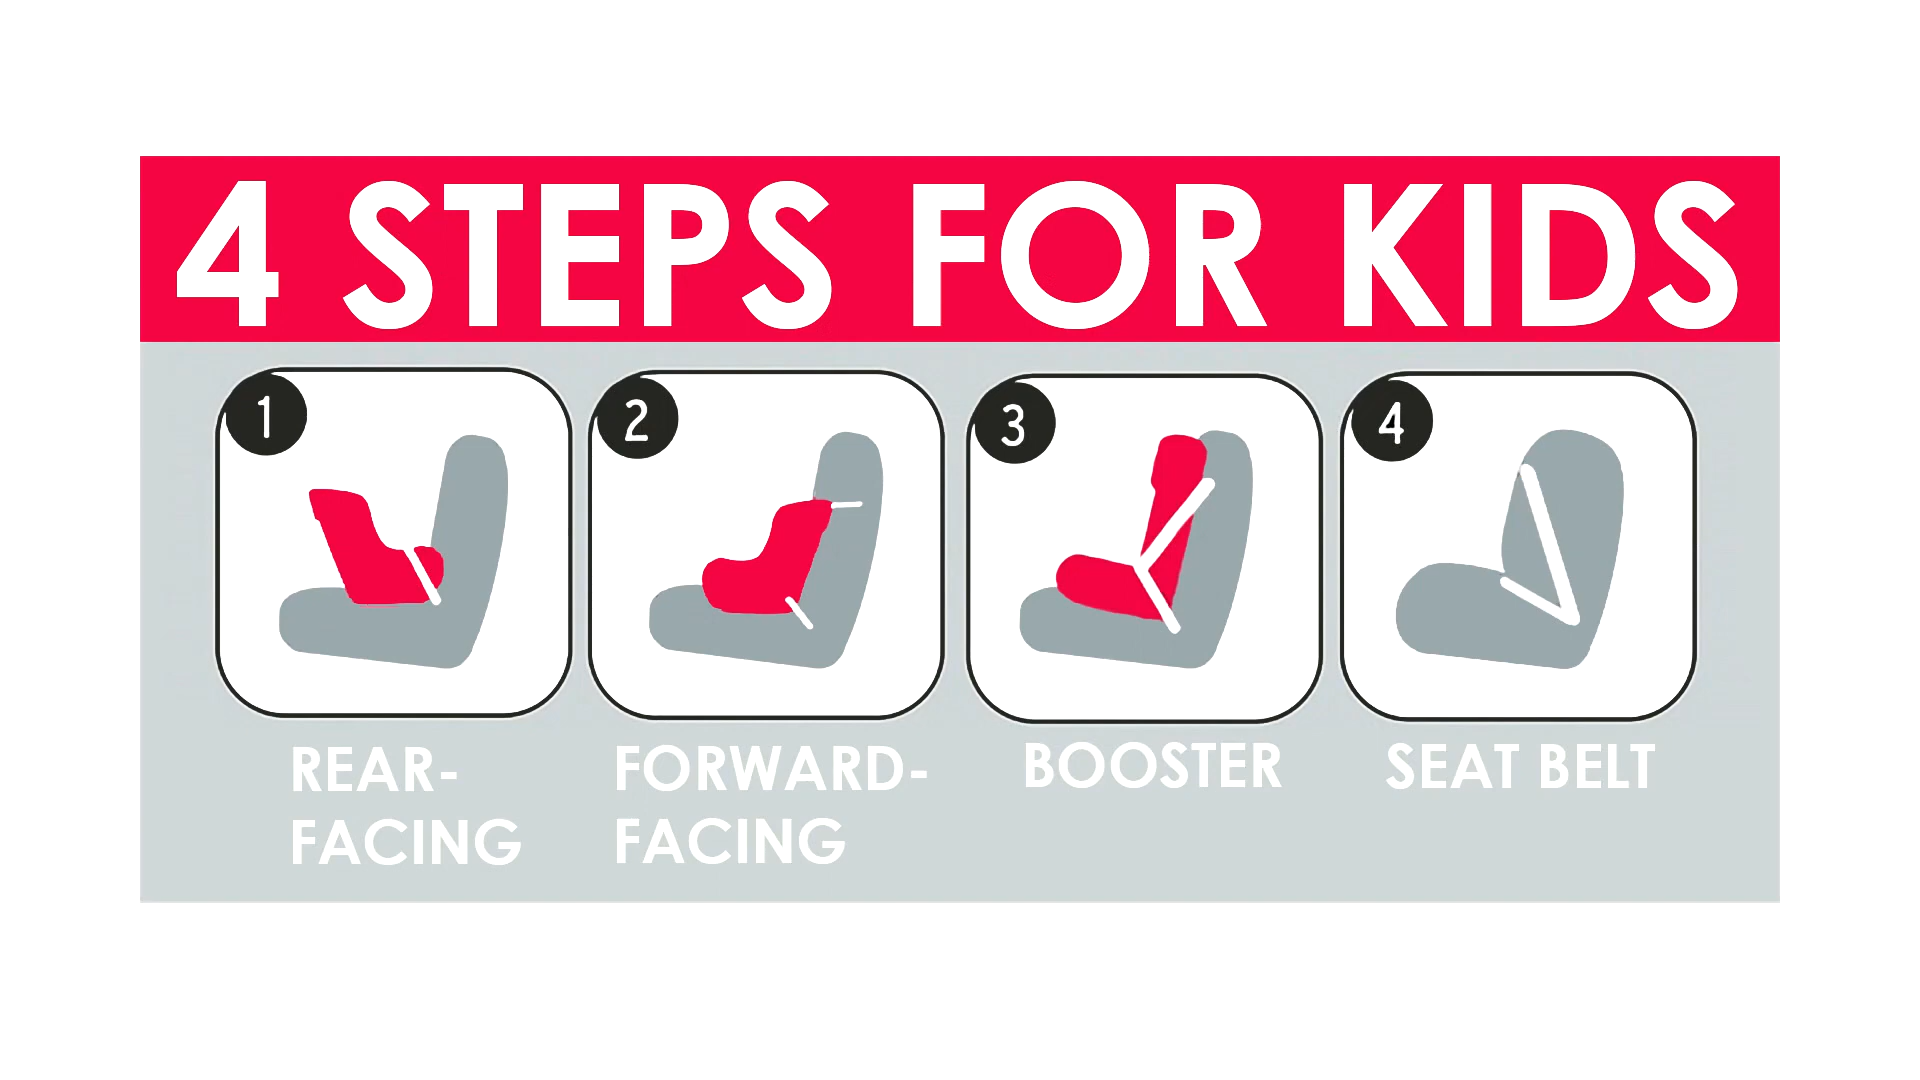 4 STEPS FOR KIDS
1
2
3
4
REAR-
FACING
FORWARD-
FACING
BOOSTER
SEAT BELT